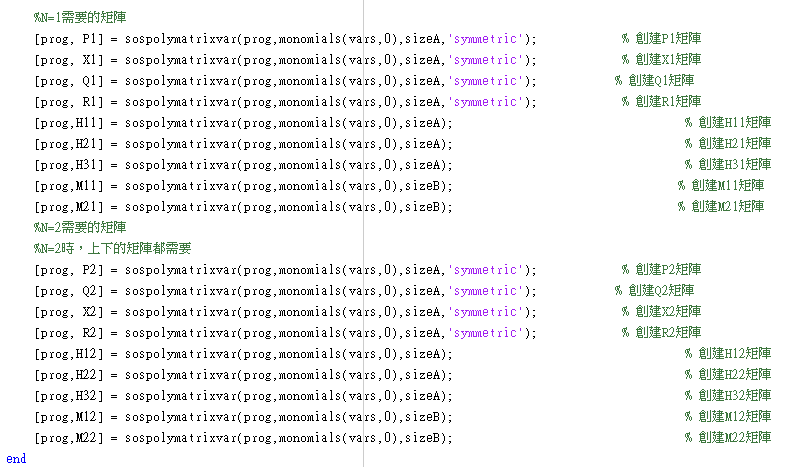 %N=1需要的矩陣
[prog, P1] = sospolymatrixvar(prog,monomials(vars,0),sizeA,'symmetric'); % 創建P1矩陣
[prog, X1] = sospolymatrixvar(prog,monomials(vars,0),sizeA,'symmetric'); % 創建X1矩陣
[prog, Q1] = sospolymatrixvar(prog,monomials(vars,0),sizeA,'symmetric'); % 創建Q1矩陣
[prog, R1] = sospolymatrixvar(prog,monomials(vars,0),sizeA,'symmetric'); % 創建R1矩陣
[prog,H11] = sospolymatrixvar(prog,monomials(vars,0),sizeA); % 創建H11矩陣
[prog,H21] = sospolymatrixvar(prog,monomials(vars,0),sizeA); % 創建H21矩陣
[prog,H31] = sospolymatrixvar(prog,monomials(vars,0),sizeA); % 創建H31矩陣
[prog,M11] = sospolymatrixvar(prog,monomials(vars,0),sizeB); % 創建M11矩陣
[prog,M21] = sospolymatrixvar(prog,monomials(vars,0),sizeB); % 創建M21矩陣
%N=2需要的矩陣
%N=2時，上下的矩陣都需要
[prog, P2] = sospolymatrixvar(prog,monomials(vars,0),sizeA,'symmetric'); % 創建P2矩陣
[prog, Q2] = sospolymatrixvar(prog,monomials(vars,0),sizeA,'symmetric'); % 創建Q2矩陣
[prog, X2] = sospolymatrixvar(prog,monomials(vars,0),sizeA,'symmetric'); % 創建X2矩陣
[prog, R2] = sospolymatrixvar(prog,monomials(vars,0),sizeA,'symmetric'); % 創建R2矩陣
[prog,H12] = sospolymatrixvar(prog,monomials(vars,0),sizeA); % 創建H12矩陣
[prog,H22] = sospolymatrixvar(prog,monomials(vars,0),sizeA); % 創建H22矩陣
[prog,H32] = sospolymatrixvar(prog,monomials(vars,0),sizeA); % 創建H32矩陣
[prog,M12] = sospolymatrixvar(prog,monomials(vars,0),sizeB); % 創建M12矩陣
[prog,M22] = sospolymatrixvar(prog,monomials(vars,0),sizeB); % 創建M22矩陣
end